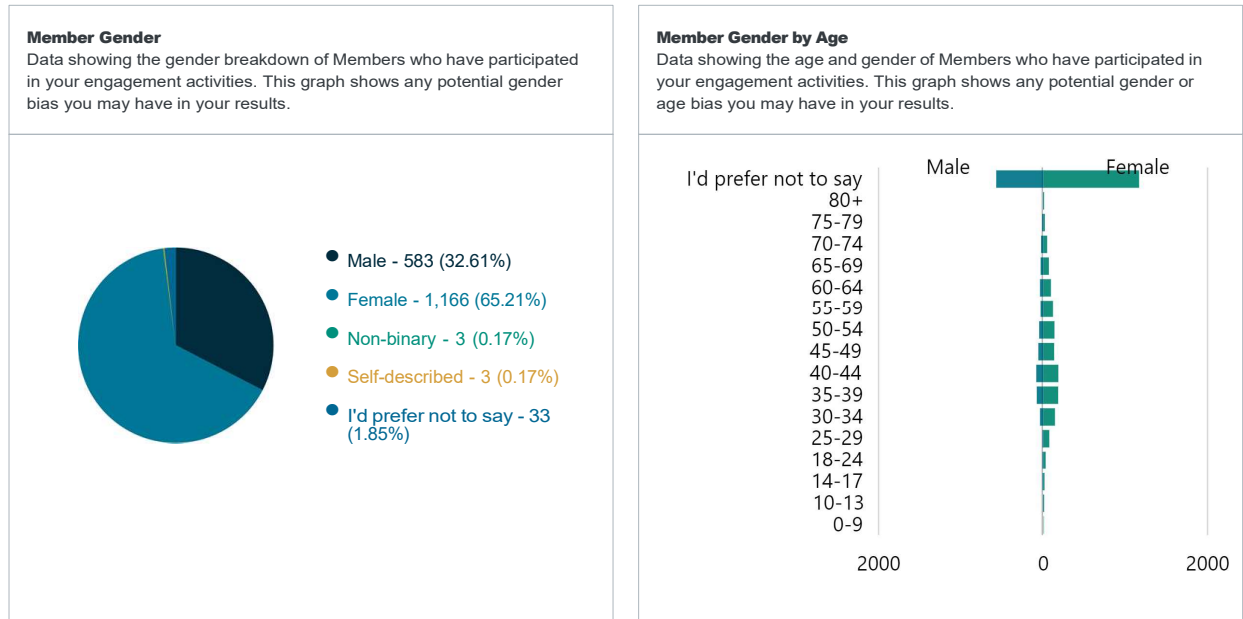 Member Gender
Data showing the gender breakdown of Members who have participated
in your engagement activities. This graph shows any potential gender
bias you may have in your results.
Male - 583 (32.61%)
Female - 1,166 (65.21%)
Non-binary - 3 (0.17%)
Self-described - 3 (0.17%)
I'd prefer not to say - 33
(1.85%)
Member Gender by Age
Data showing the age and gender of Members who have participated in
your engagement activities. This graph shows any potential gender or
age bias you may have in your results.
Male Female
I'd prefer not to say
80+
75-79
70-74
65-69
60-64
55-59
50-54
45-49
40-44
35-39
30-34
25-29
18-24
14-17
10-13
0-9
2000 0 2000